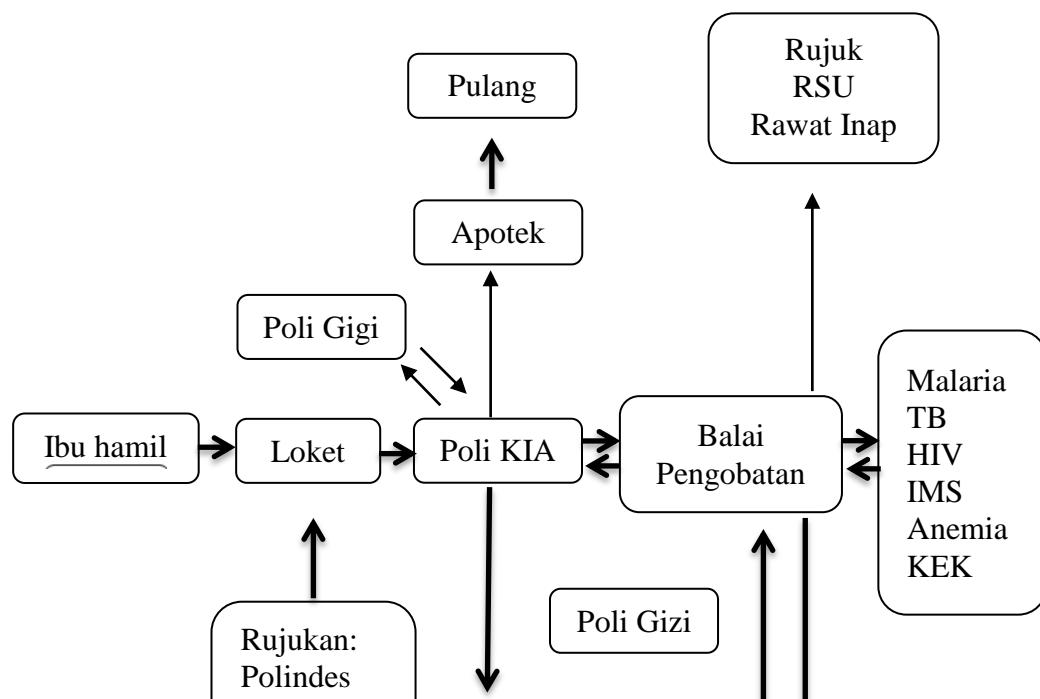 Rujuk
RSU
Rawat Inap
Pulang
Apotek
Poli Gigi
Ibu hamil
Loket
Poli KIA
Balai
Pengobatan
Malaria
TB
HIV
IMS
Anemia
KEK
Poli Gizi
Rujukan:
Polindes